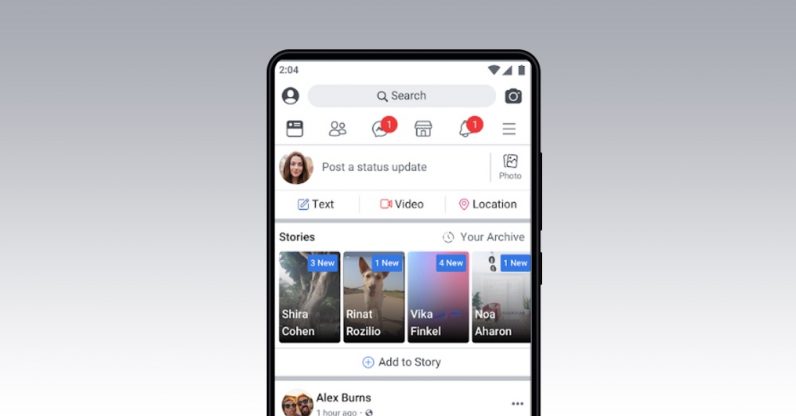 2:04
Search
1
1
Post a status update
Photo
Text
Video
Location
Stories
Your Archive
3 New
1 New
4 New
1 New
Shira
Cohen
Rinat
Rozilio
Vika
Finkel
Noa
Aharon
Add to Story
Alex Burns
1 hour ago ·